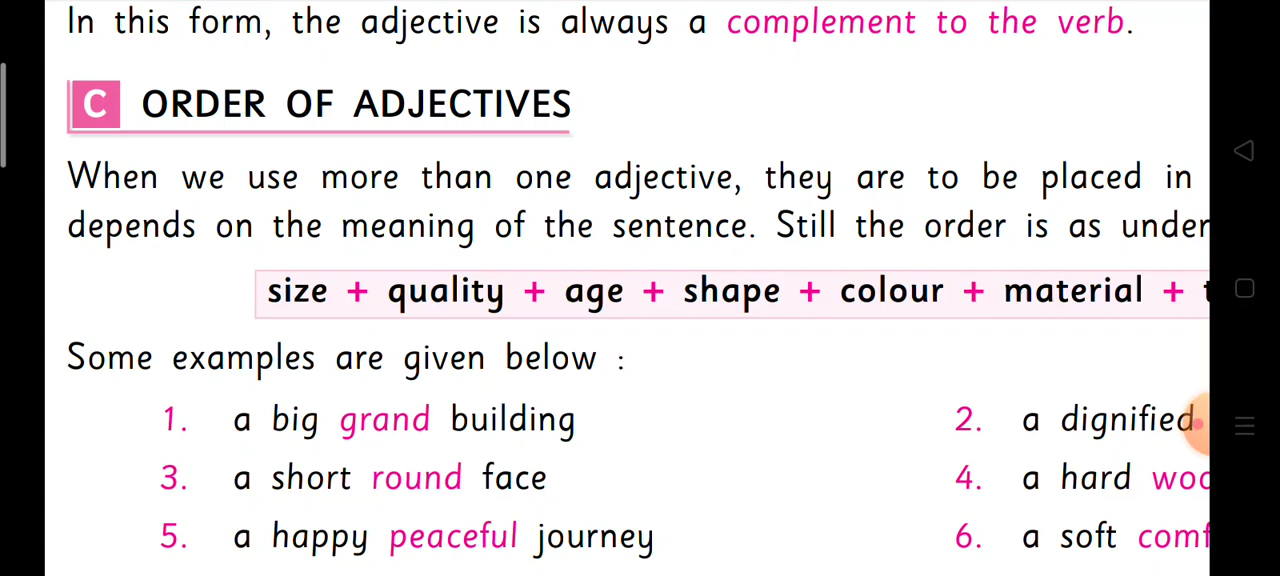 In this form, the adjective is always a complement to the verb.
C ORDER OF ADJECTIVES
When we use more than one adjective, they are to be placed in
depends on the meaning of the sentence. Still the order is as under
size + quality + age + shape + colour + material +
Some examples are given below :
1. a big grand building 2. a dignified
3. a short round face 4. a hard
5. a happy peaceful journey 6. a soft